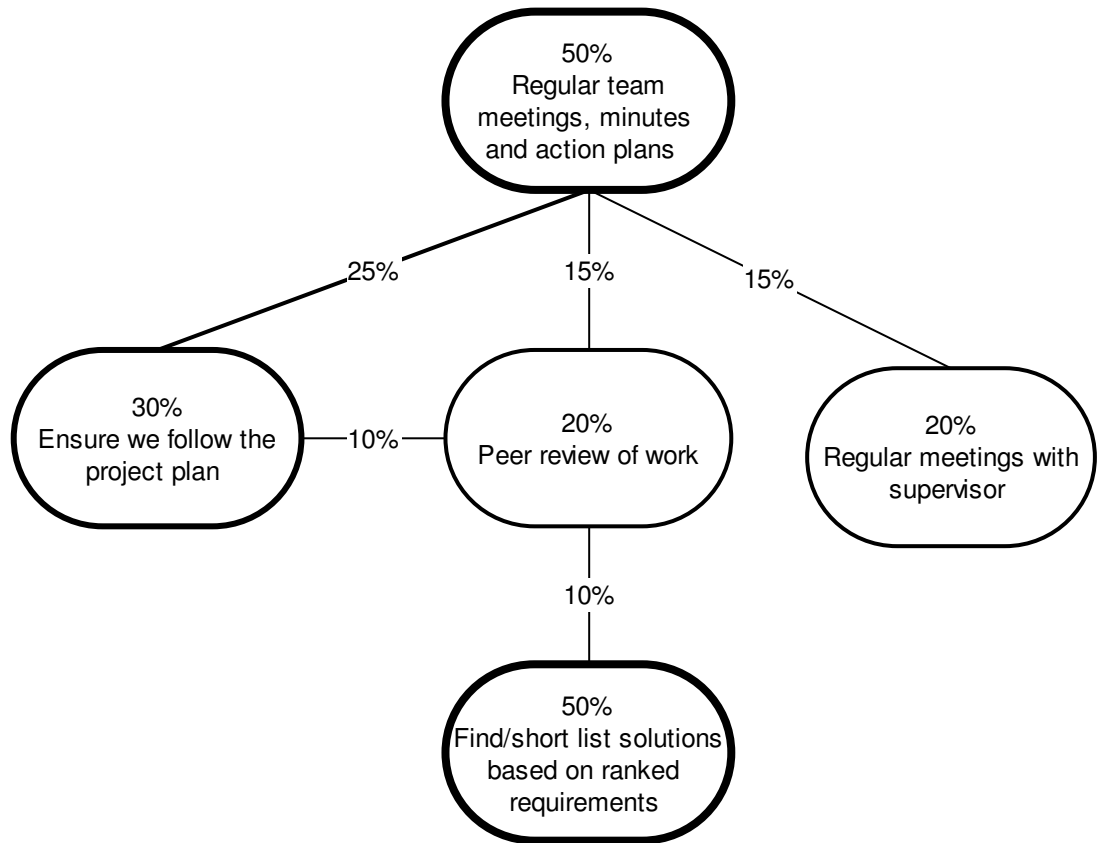 50%
Regular team
meetings, minutes
and action plans
25%
15%
15%
30%
Ensure we follow the
project plan
10%
20%
Peer review of work
20%
Regular meetings with
supervisor
10%
50%
Find/short list solutions
based on ranked
requirements